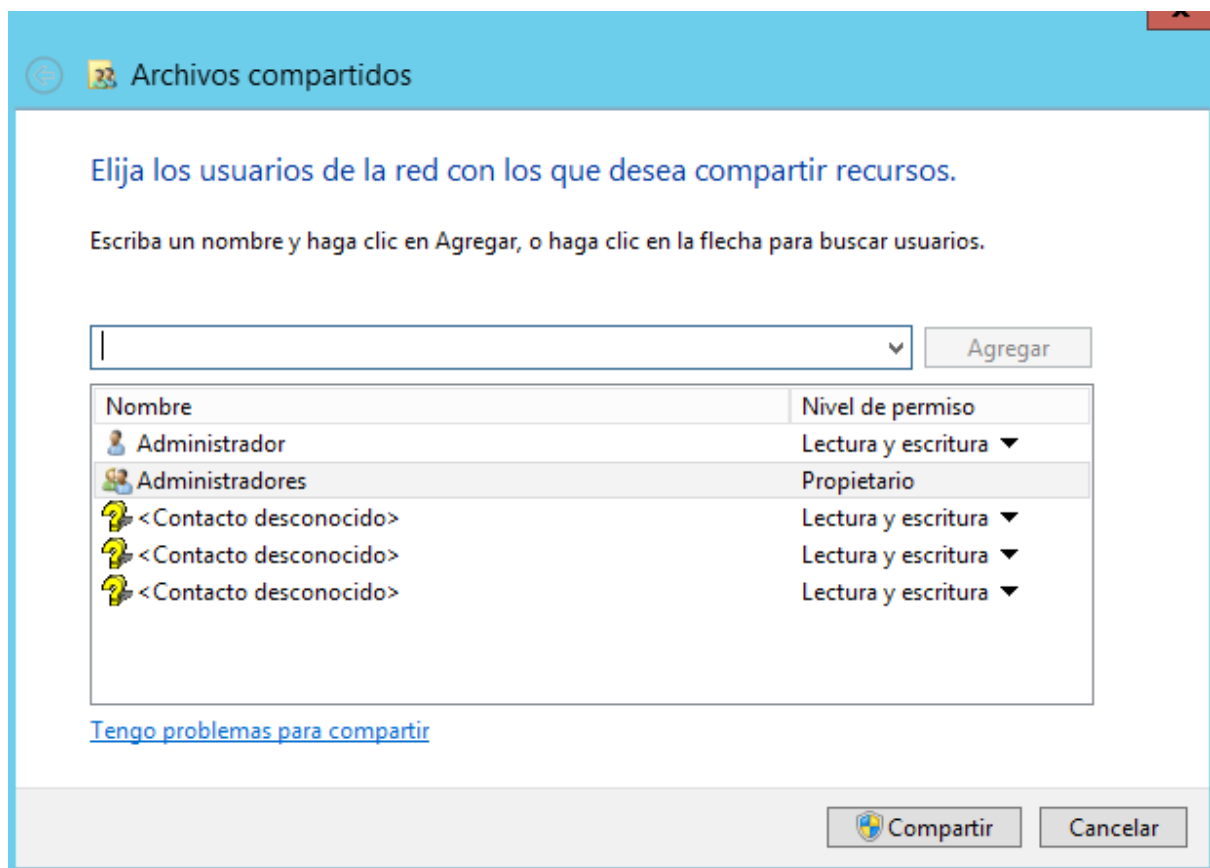 Archivos compartidos
Elija los usuarios de la red con los que desea compartir recursos.
Escriba un nombre y haga clic en Agregar, o haga clic en la flecha para buscar usuarios.
Agregar
Nombre Nivel de permiso
Administrador Lectura y escritura
Administradores Propietario
<Contacto desconocido> Lectura y escritura
<Contacto desconocido> Lectura y escritura
<Contacto desconocido> Lectura y escritura
Tengo problemas para compartir
Compartir Cancelar